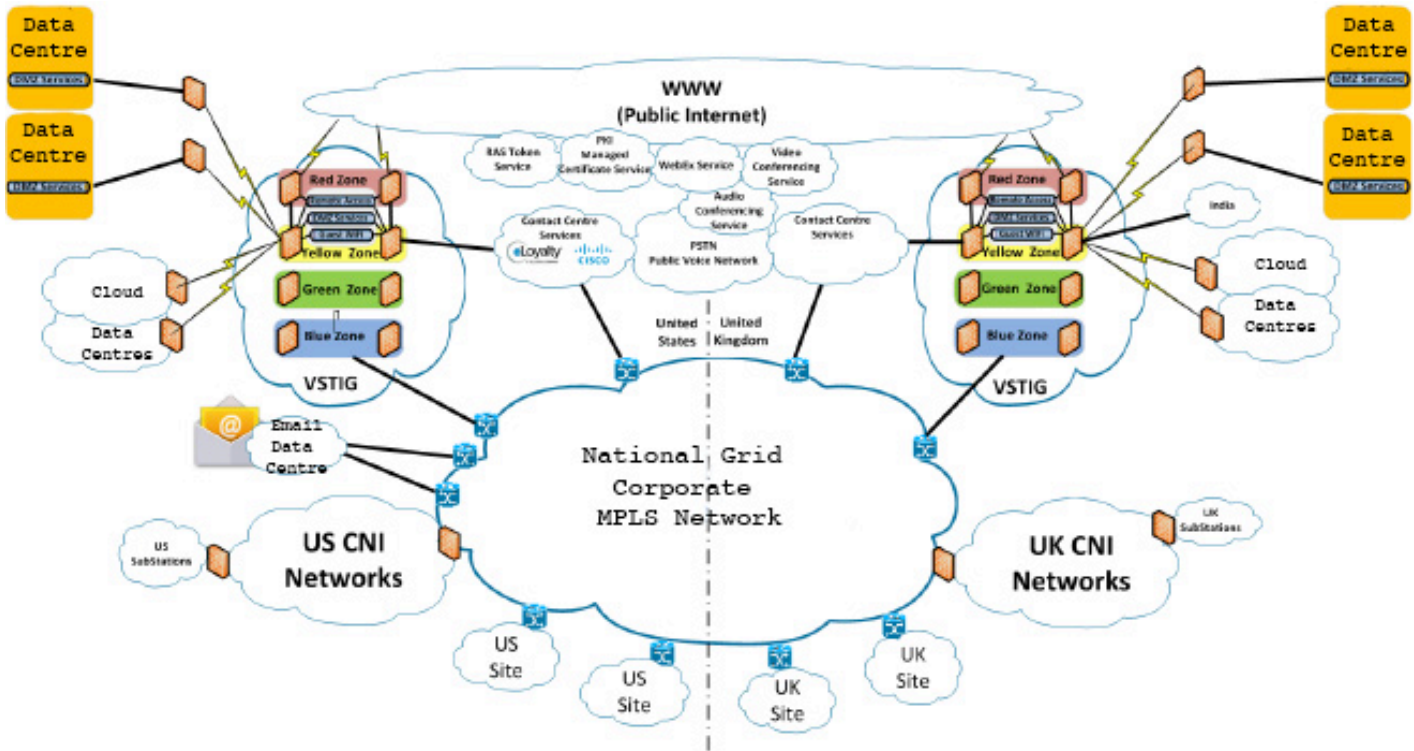 Data
Centre
DMZ Services
Data
Centre
DMZ Services
Data
Centre
DMZ Services
Data
Centre
DMZ Services
WWW
(Public Internet)
RAS Token
Service
PKI
Managed
Certificate Service
WebEx Service
Video
Conferencing
Service
Audio
Conferencing
Service
Contact Centre
Services
eLoyalty
CISCO
PSTN
Public Voice Network
Contact Centre
Services
Red Zone
Remote Access
DMZ Services
Guest WiFi
Yellow Zone
Green Zone
Blue Zone
VSTIG
Red Zone
Remote Access
DMZ Services
Guest WiFi
Yellow Zone
Green Zone
Blue Zone
VSTIG
India
Cloud
Data
Centres
Cloud
Data
Centres
United
States
United
Kingdom
@
Email
Data
Centre
National Grid
Corporate
MPLS Network
US
SubStations
US CNI
Networks
UK CNI
Networks
UK
SubStations
US
Site
US
Site
UK
Site
UK
Site